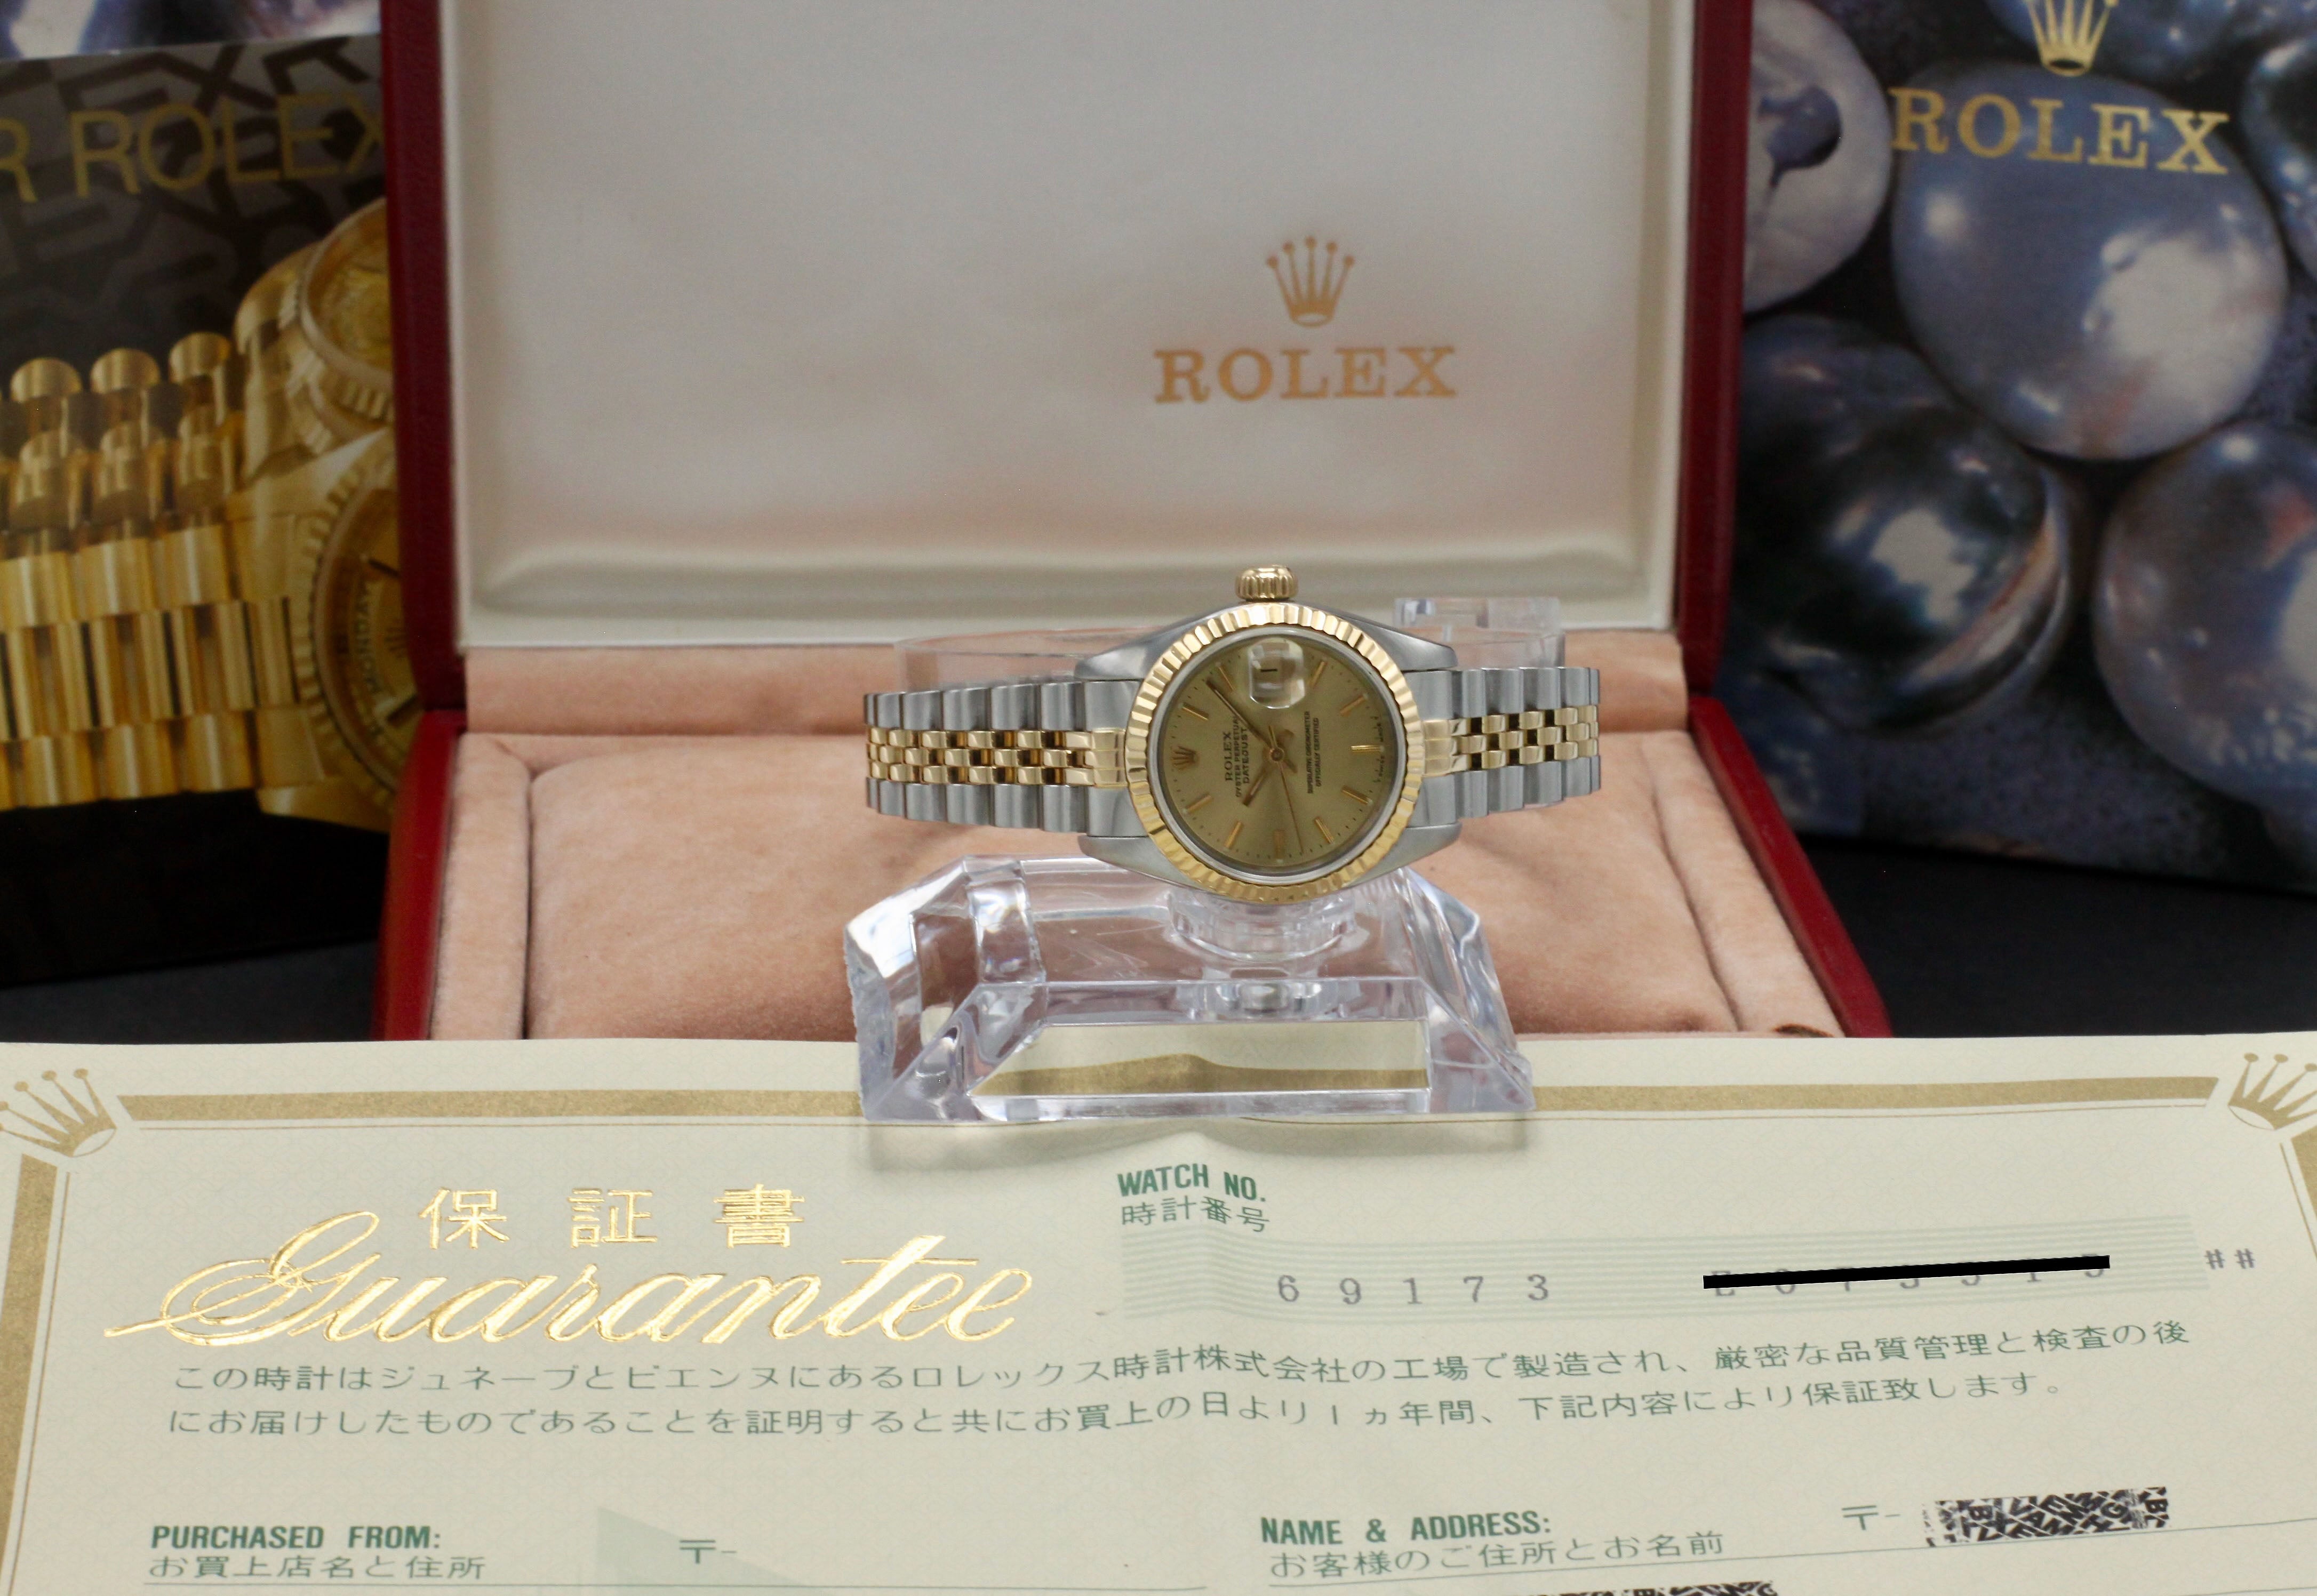 R ROLEX
ROLEX
ROLEX
MONDAY
ROLEX
OYSTER PERPETUAL
DATEJUST
SUPERLATIVE CHRONOMETER
OFFICIALLY CERTIFIED
保証書
Guarantee
WATCH NO.
時計番号
69173 ##
この時計はジュネーブとビエンヌにあるロレックス時計株式会社の工場で製造され、厳密な品質管理と検査の後
にお届けしたものであることを証明すると共にお買上の日より1ヵ年間、下記内容により保証致します。
PURCHASED FROM:
お買上店名と住所
〒-
NAME & ADDRESS:
お客様のご住所とお名前
〒-